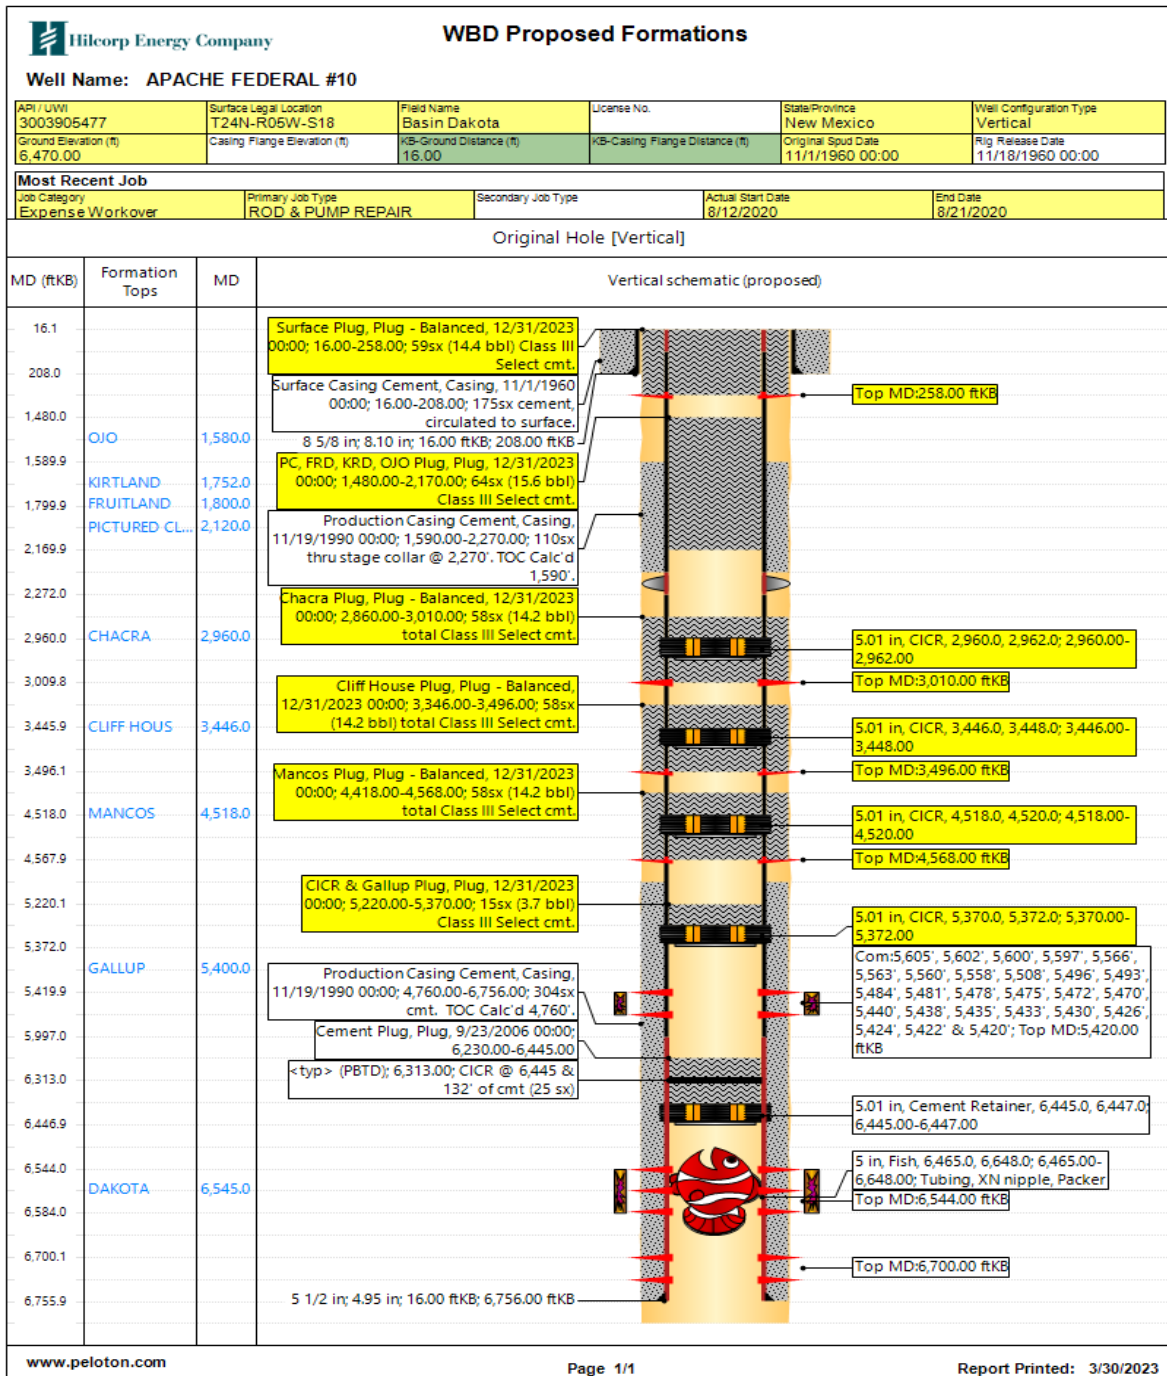 Hilcorp Energy Company
WBD Proposed Formations
Well Name: APACHE FEDERAL #10
API / UWI
3003905477
Surface Legal Location
T24N-R05W-S18
Field Name
Basin Dakota
License No.
State/Province
New Mexico
Well Configuration Type
Vertical
Ground Elevation (ft)
6,470.00
Casing Flange Elevation (ft)
KB-Ground Distance (ft)
16.00
KB-Casing Flange Distance (ft)
Original Spud Date
11/1/1960 00:00
Rig Release Date
11/18/1960 00:00
Most Recent Job
Job Category
Expense Workover
Primary Job Type
ROD & PUMP REPAIR
Secondary Job Type
Actual Start Date
8/12/2020
End Date
8/21/2020
Original Hole [Vertical]
MD (ftKB)
Formation
Tops
MD
Vertical schematic (proposed)
16.1
208.0
1,480.0
OJO 1,580.0
1,589.9
KIRTLAND 1,752.0
1,799.9
FRUITLAND 1,800.0
PICTURED CL... 2,120.0
2,169.9
2,272.0
2,960.0
CHACRA 2,960.0
3,009.8
3,445.9
CLIFF HOUS 3,446.0
3,496.1
4,518.0
MANCOS 4,518.0
4,567.9
5,220.1
5,372.0
GALLUP 5,400.0
5,419.9
5,997.0
6,313.0
6,446.9
6,544.0
DAKOTA 6,545.0
6,584.0
6,700.1
6,755.9
Surface Plug, Plug - Balanced, 12/31/2023
00:00; 16.00-258.00; 59sx (14.4 bbl) Class III
Select cmt.
Surface Casing Cement, Casing, 11/1/1960
00:00; 16.00-208.00; 175sx cement,
circulated to surface.
8 5/8 in; 8.10 in; 16.00 ftKB; 208.00 ftKB
PC, FRD, KRD, OJO Plug, Plug, 12/31/2023
00:00; 1,480.00-2,170.00; 64sx (15.6 bbl)
Class III Select cmt.
Production Casing Cement, Casing,
11/19/1990 00:00; 1,590.00-2,270.00; 110sx
thru stage collar @ 2,270'. TOC Calc'd
1,590'.
Chacra Plug, Plug - Balanced, 12/31/2023
00:00; 2,860.00-3,010.00; 58sx (14.2 bbl)
total Class III Select cmt.
Cliff House Plug, Plug - Balanced,
12/31/2023 00:00; 3,346.00-3,496.00; 58sx
(14.2 bbl) total Class III Select cmt.
Mancos Plug, Plug - Balanced, 12/31/2023
00:00; 4,418.00-4,568.00; 58sx (14.2 bbl)
total Class III Select cmt.
CICR & Gallup Plug, Plug, 12/31/2023
00:00; 5,220.00-5,370.00; 15sx (3.7 bbl)
Class III Select cmt.
Production Casing Cement, Casing,
11/19/1990 00:00; 4,760.00-6,756.00; 304sx
cmt. TOC Calc'd 4,760'.
Cement Plug, Plug, 9/23/2006 00:00;
6,230.00-6,445.00
<typ> (PBTD); 6,313.00; CICR @ 6,445 &
132' of cmt (25 sx)
5 1/2 in; 4.95 in; 16.00 ftKB; 6,756.00 ftKB
Top MD:258.00 ftKB
5.01 in, CICR, 2,960.0, 2,962.0; 2,960.00-
2,962.00
Top MD:3,010.00 ftKB
5.01 in, CICR, 3,446.0, 3,448.0; 3,446.00-
3,448.00
Top MD:3,496.00 ftKB
5.01 in, CICR, 4,518.0, 4,520.0; 4,518.00-
4,520.00
Top MD:4,568.00 ftKB
5.01 in, CICR, 5,370.0, 5,372.0; 5,370.00-
5,372.00
Com:5,605', 5,602', 5,600', 5,597', 5,566',
5,563', 5,560', 5,558', 5,508', 5,496', 5,493',
5,484', 5,481', 5,478', 5,475', 5,472', 5,470',
5,440', 5,438', 5,435', 5,433', 5,430', 5,426',
5,424', 5,422' & 5,420'; Top MD:5,420.00
ftKB
5.01 in, Cement Retainer, 6,445.0, 6,447.0;
6,445.00-6,447.00
5 in, Fish, 6,465.0, 6,648.0; 6,465.00-
6,648.00; Tubing, XN nipple, Packer
Top MD:6,544.00 ftKB
Top MD:6,700.00 ftKB
www.peloton.com
Page 1/1
Report Printed: 3/30/2023